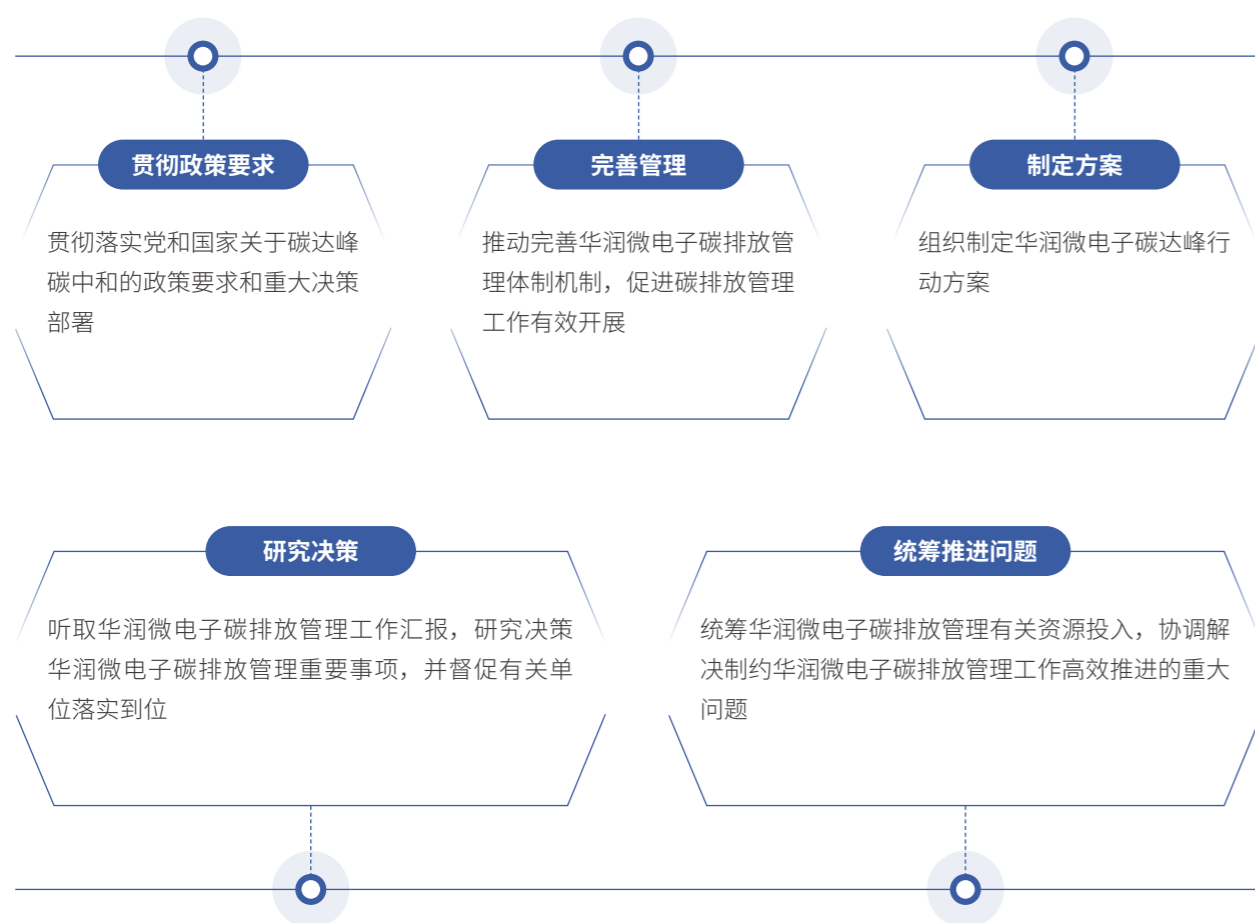 贯彻政策要求
贯彻落实党和国家关于碳达峰
碳中和的政策要求和重大决策
部署
完善管理
推动完善华润微电子碳排放管
理体制机制，促进碳排放管理
工作有效开展
制定方案
组织制定华润微电子碳达峰行
动方案
研究决策
听取华润微电子碳排放管理工作汇报，研究决策
华润微电子碳排放管理重要事项，并督促有关单
位落实到位
统筹推进问题
统筹华润微电子碳排放管理有关资源投入，协调解
决制约华润微电子碳排放管理工作高效推进的重大
问题